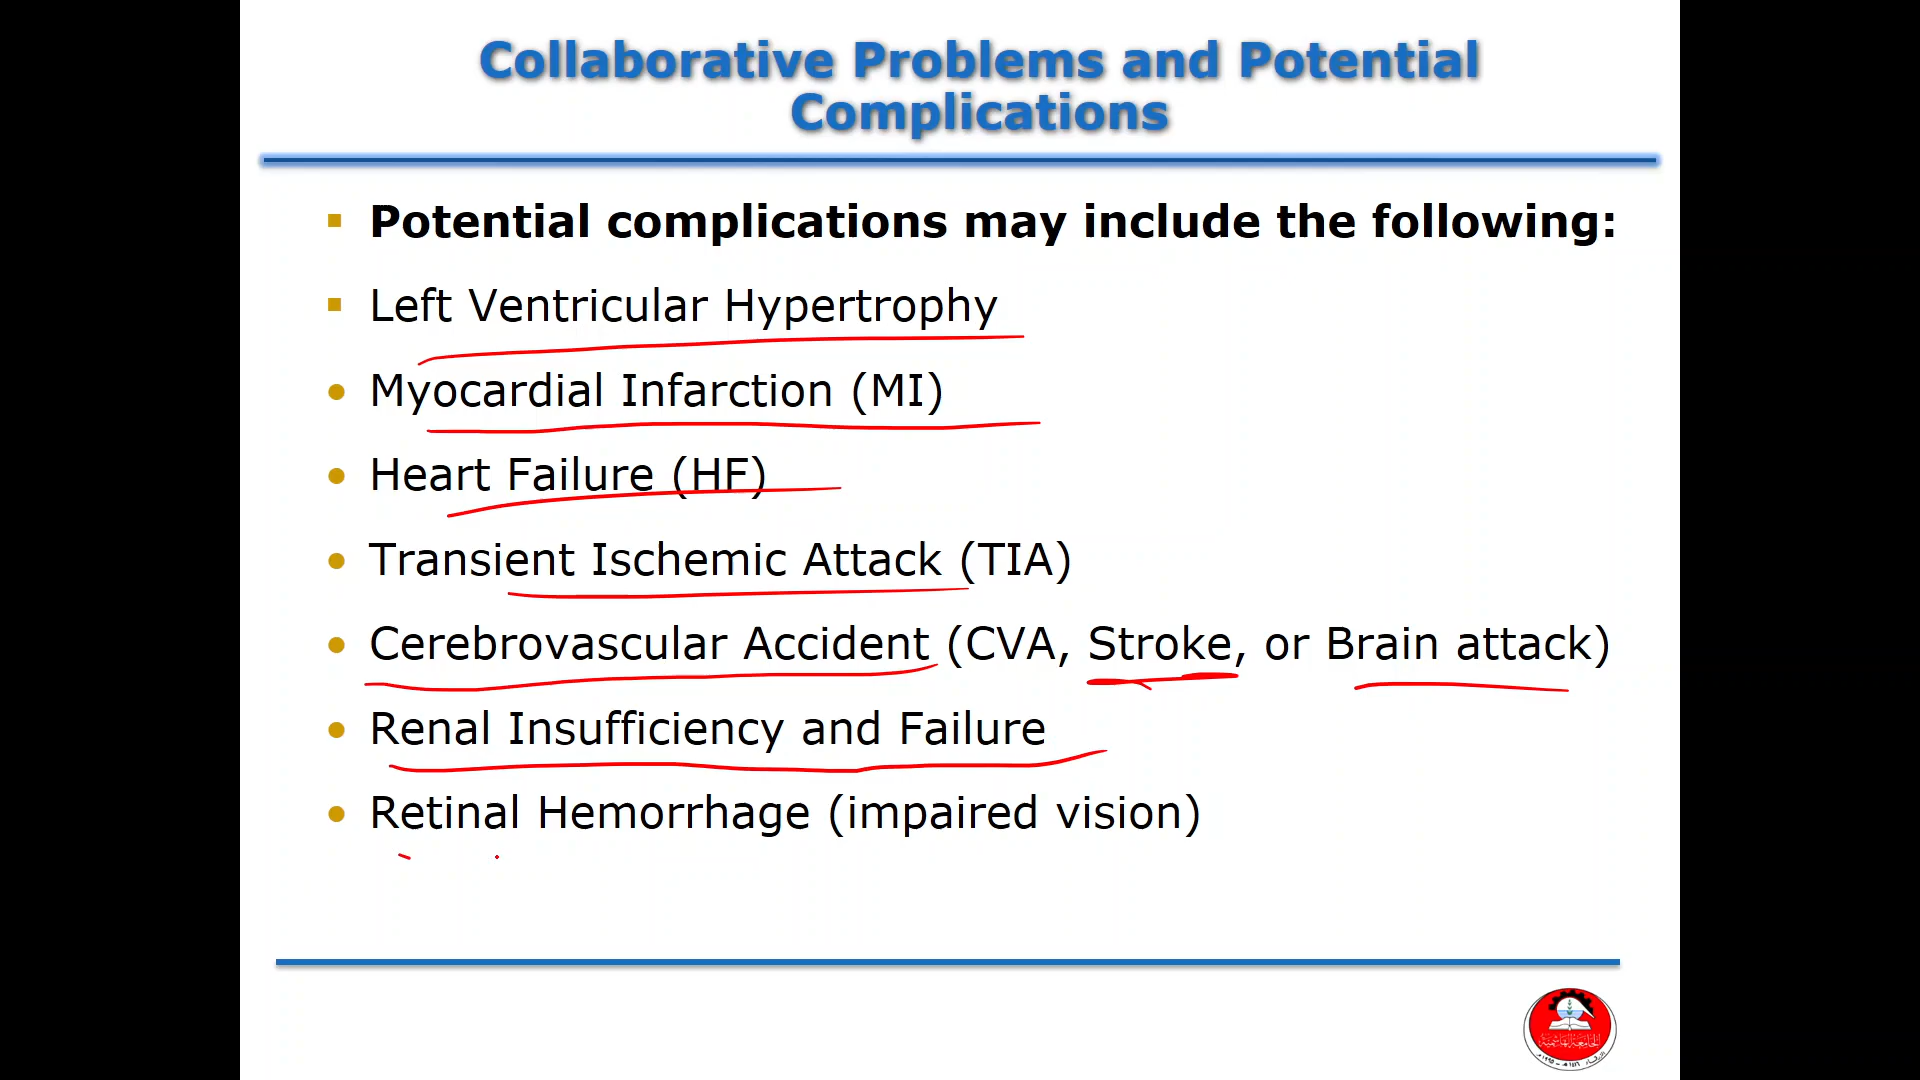 Collaborative Problems and Potential
Complications
▪ Potential complications may include the following:
▪ Left Ventricular Hypertrophy
• Myocardial Infarction (MI)
• Heart Failure (HF)
• Transient Ischemic Attack (TIA)
• Cerebrovascular Accident (CVA, Stroke, or Brain attack)
• Renal Insufficiency and Failure
• Retinal Hemorrhage (impaired vision)
الجامعة الهاشمية